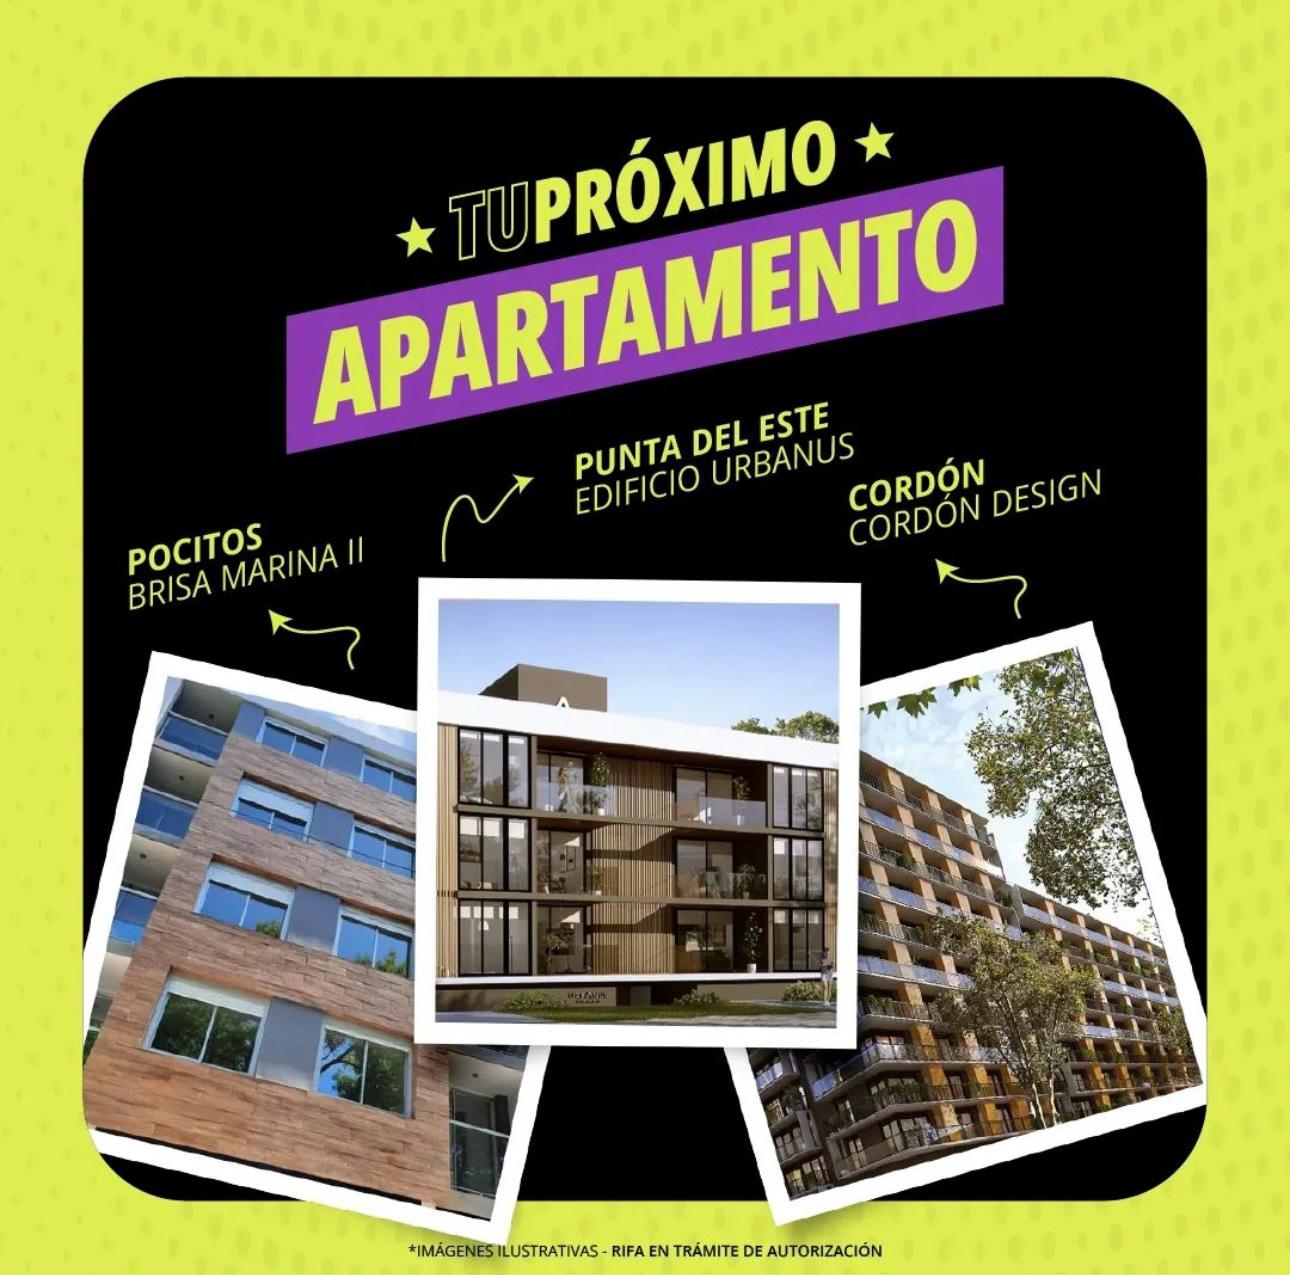 TU PRÓXIMO
APARTAMENTO
PUNTA DEL ESTE
EDIFICIO URBANUS
CORDÓN
CORDÓN DESIGN
POCITOS
BRISA MARINA II
URBANUS
*IMÁGENES ILUSTRATIVAS - RIFA EN TRÁMITE DE AUTORIZACIÓN